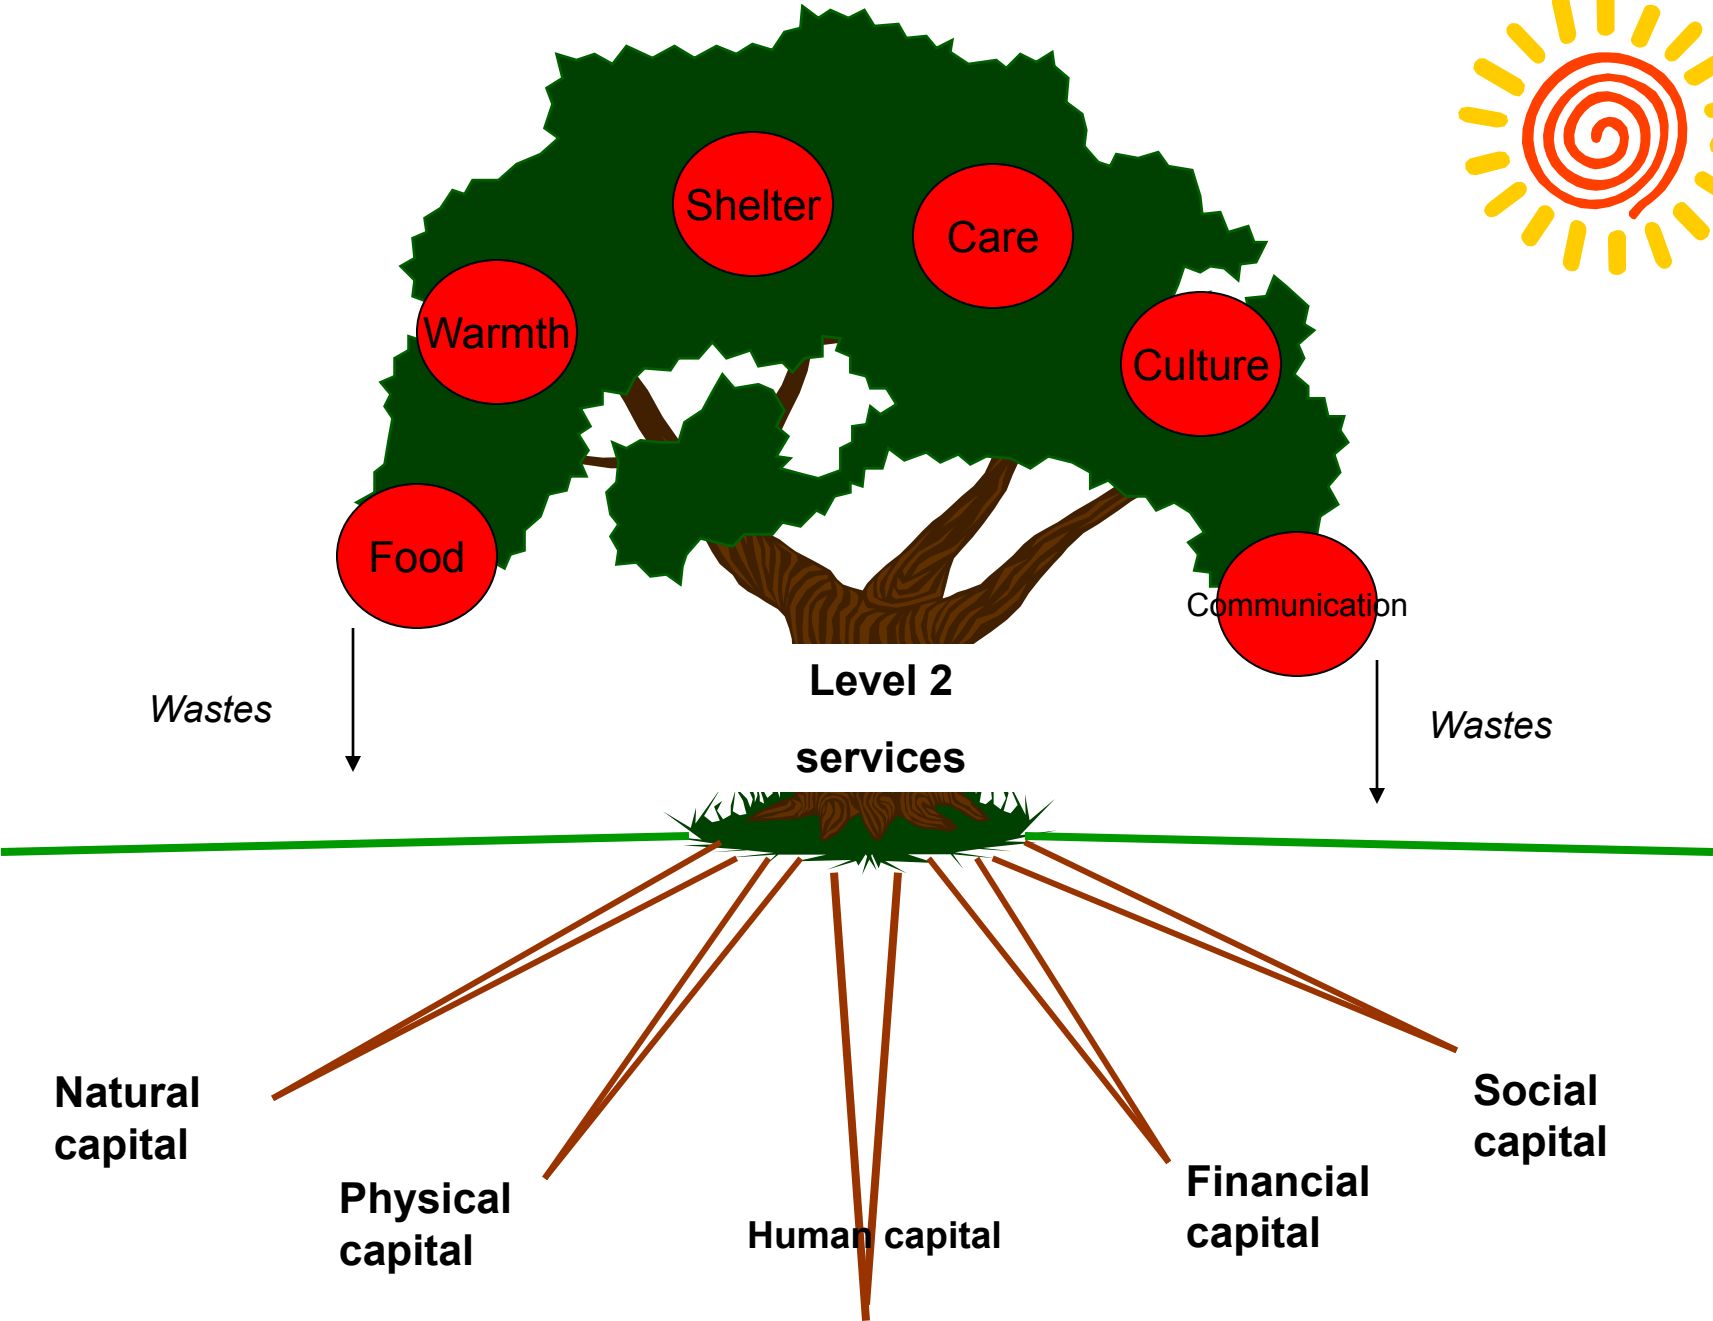 Shelter
Care
Warmth
Culture
Food
Communication
Level 2
services
Wastes
Wastes
Natural
capital
Physical
capital
Human capital
Financial
capital
Social
capital